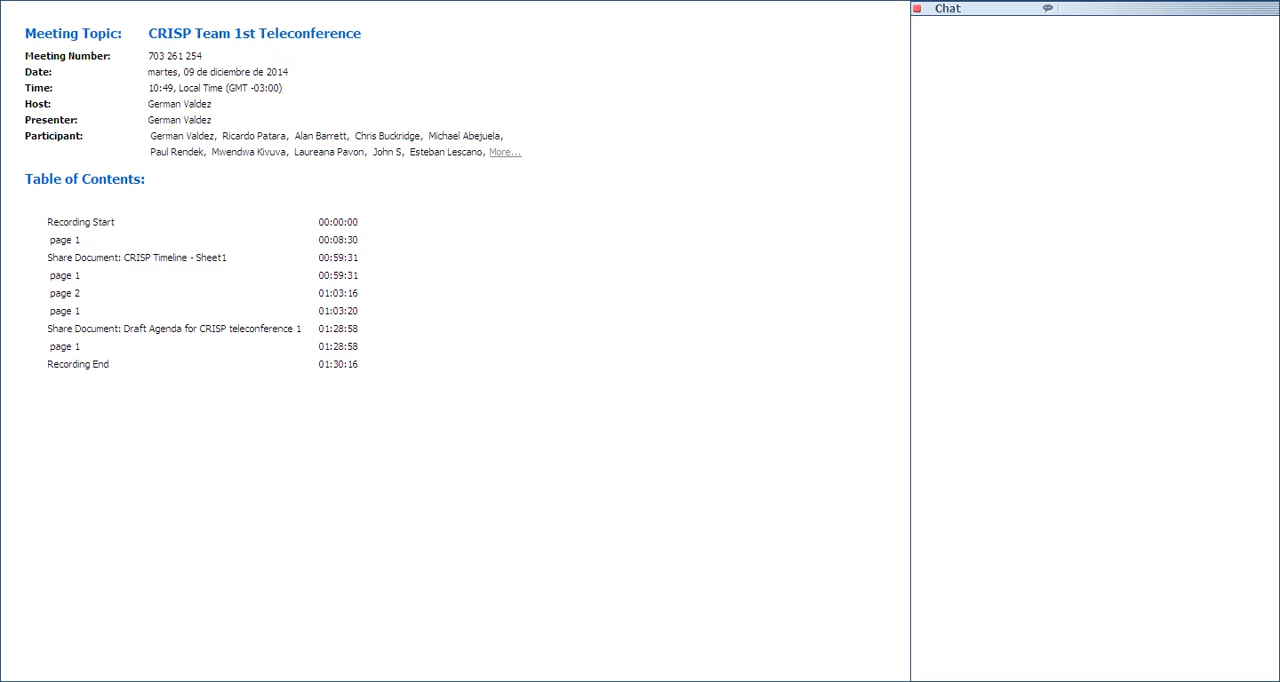 Meeting Topic: CRISP Team 1st Teleconference
Meeting Number: 703 261 254
Date: martes, 09 de diciembre de 2014
Time: 10:49, Local Time (GMT -03:00)
Host: German Valdez
Presenter: German Valdez
Participant: German Valdez, Ricardo Patara, Alan Barrett, Chris Buckridge, Michael Abejuela,
Paul Rendek, Mwendwa Kivuva, Laureana Pavon, John S, Esteban Lescano, More...
Table of Contents:
Recording Start 00:00:00
page 1 00:08:30
Share Document: CRISP Timeline - Sheet1 00:59:31
page 1 00:59:31
page 2 01:03:16
page 1 01:03:20
Share Document: Draft Agenda for CRISP teleconference 1 01:28:58
page 1 01:28:58
Recording End 01:30:16
Chat